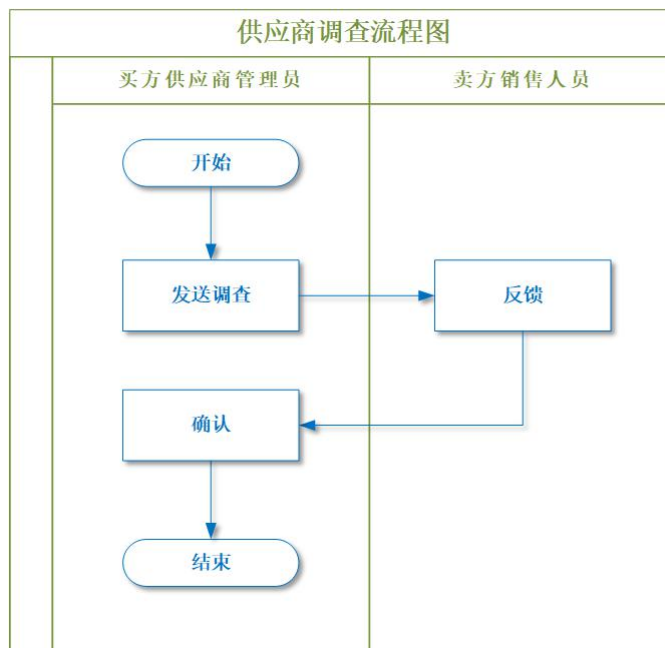 供应商调查流程图
买方供应商管理员
卖方销售人员
开始
发送调查
反馈
确认
结束